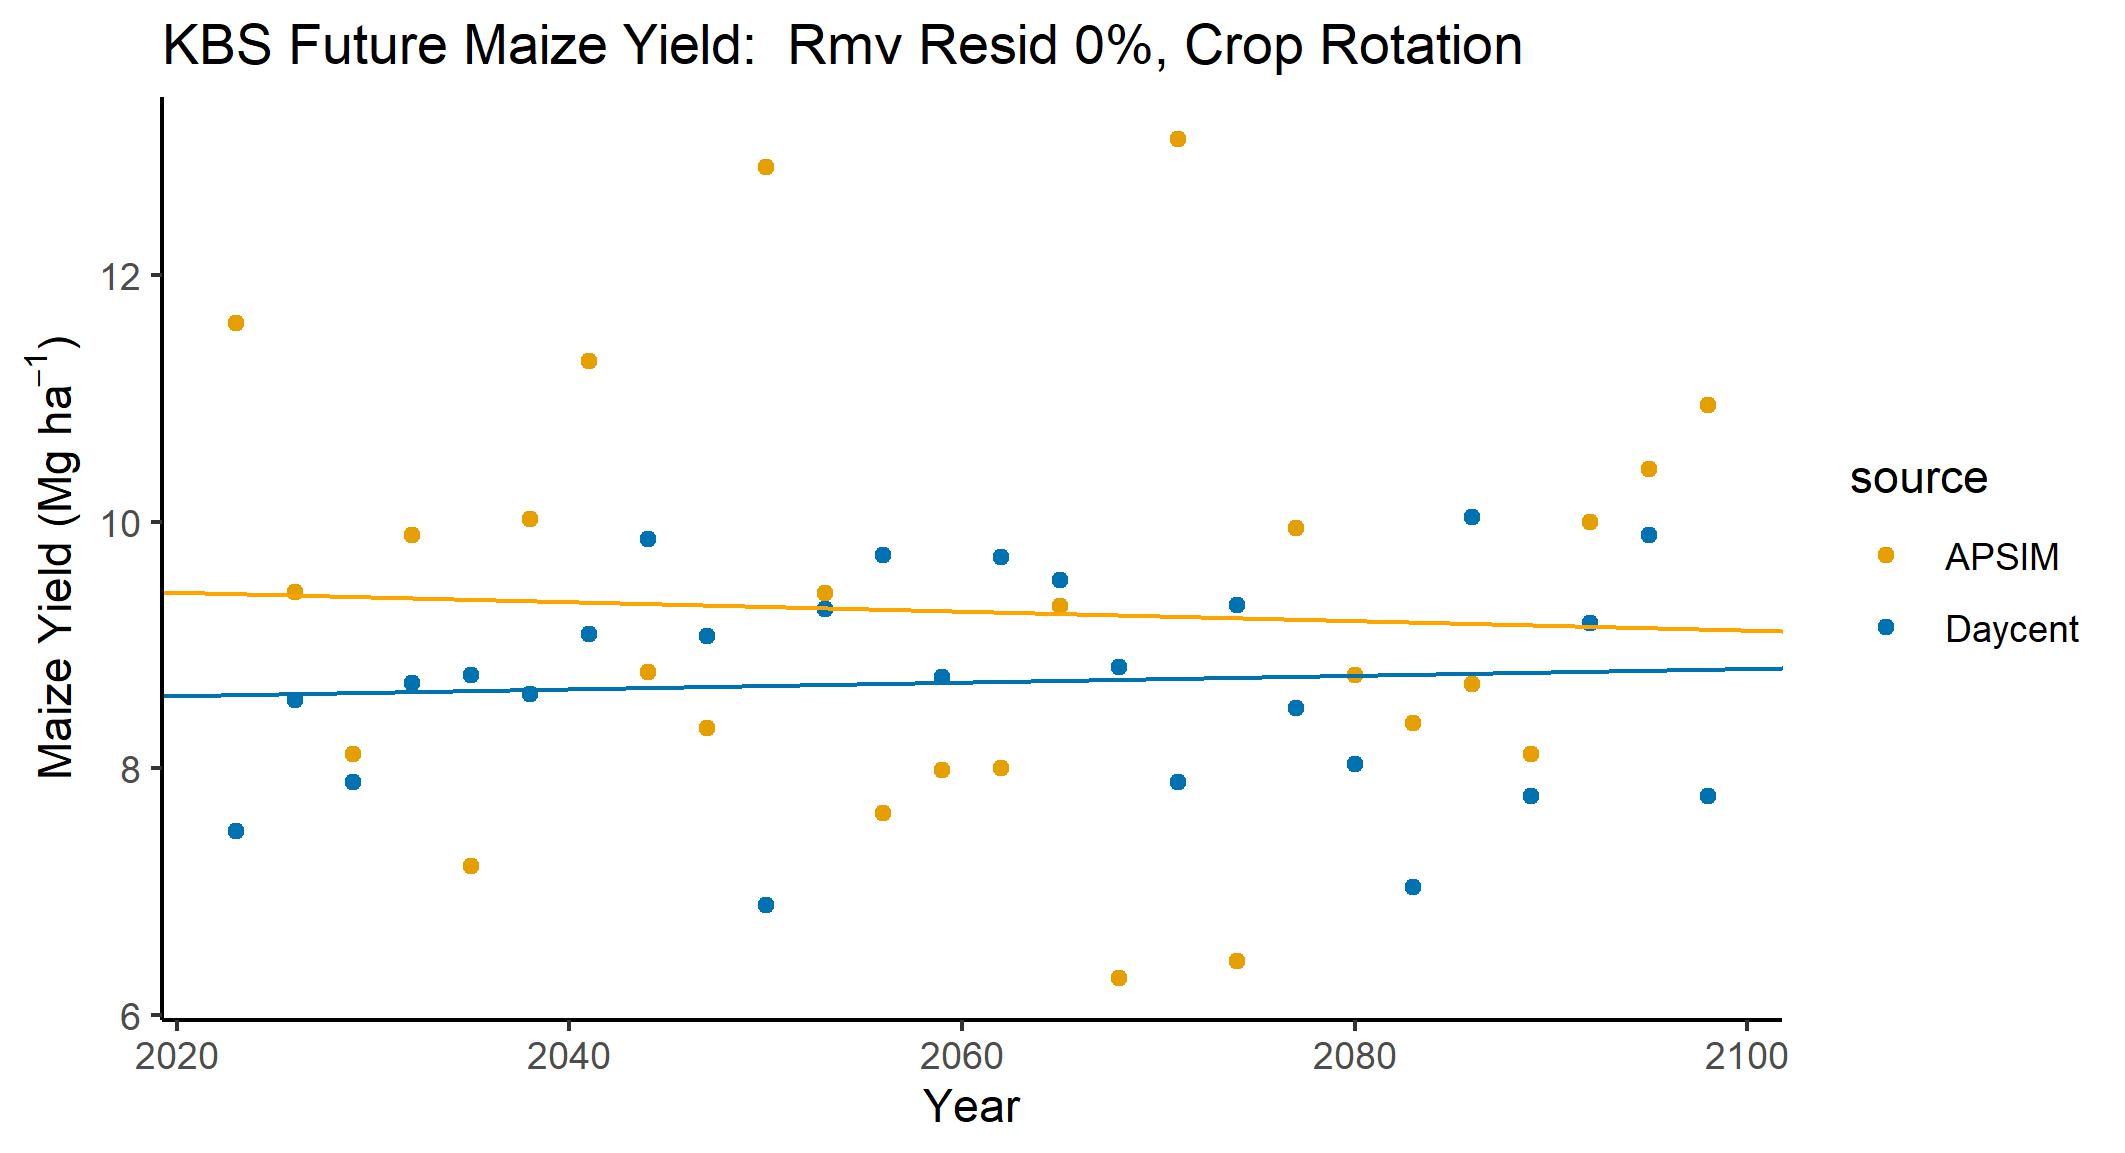 KBS Future Maize Yield:  Rmv Resid 0%, Crop Rotation
Maize Yield (Mg ha⁻¹)
12
10
8
6
2020 2040 2060 2080 2100
Year
source
APSIM
Daycent